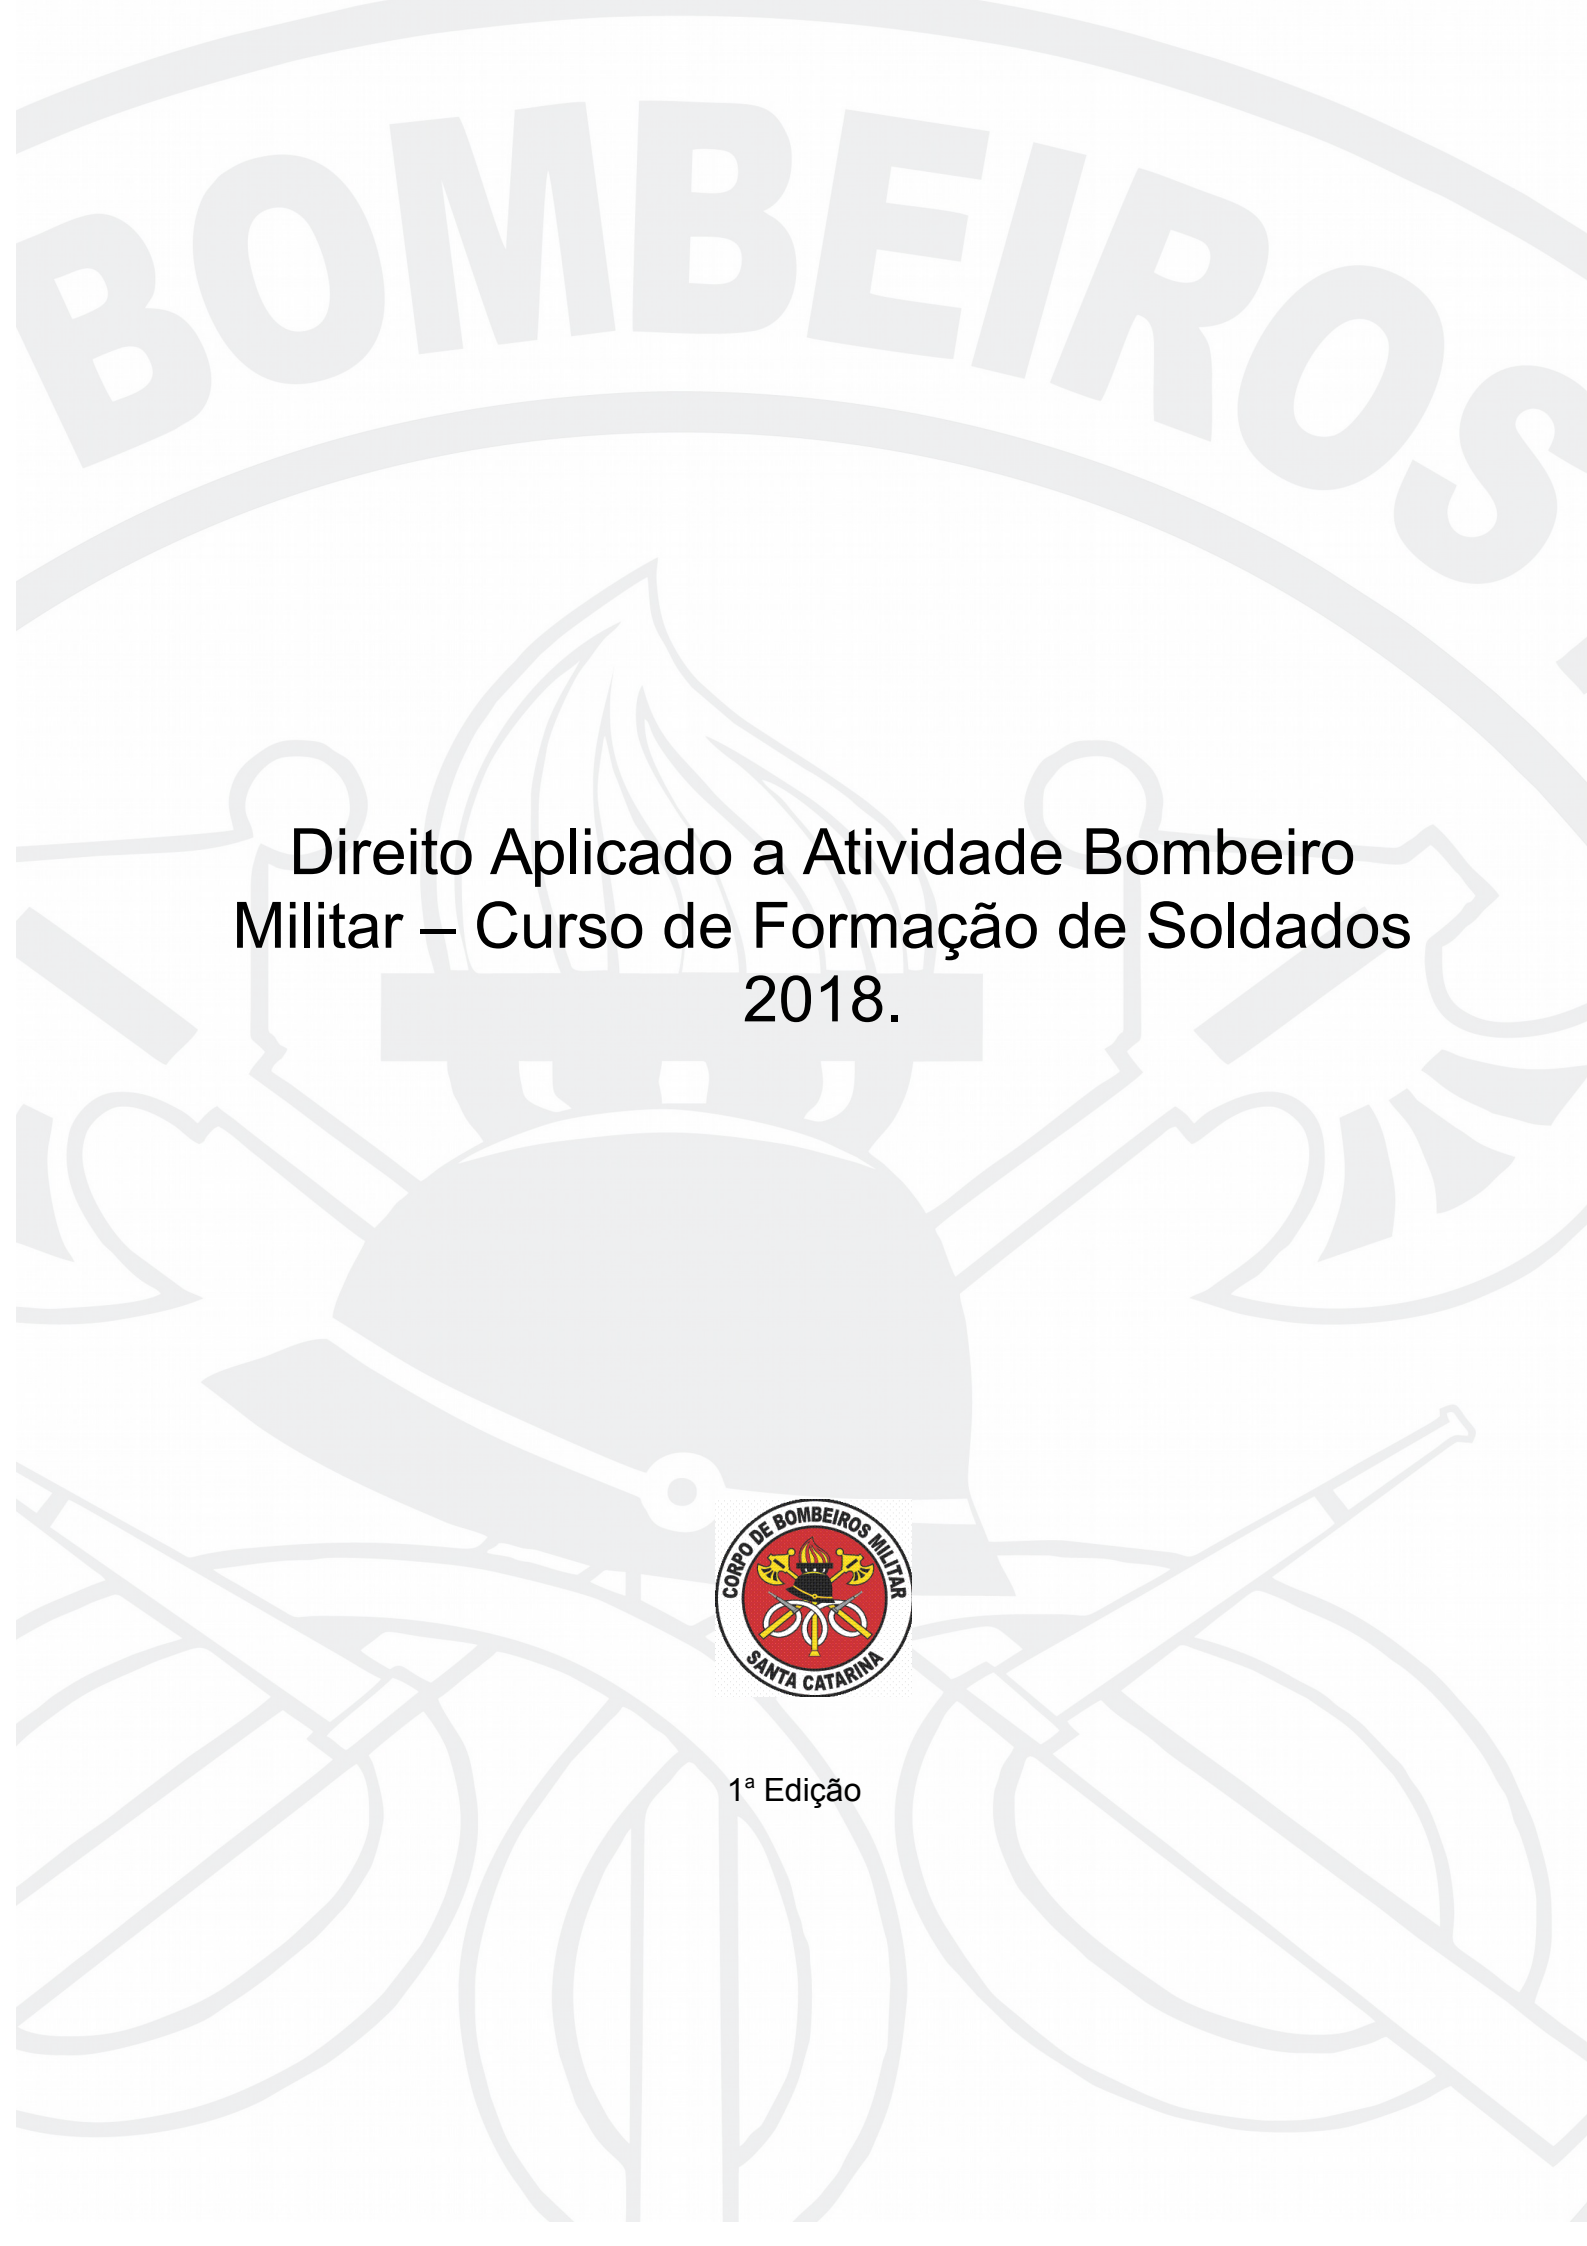 BOMBEIROS
Direito Aplicado a Atividade Bombeiro
Militar – Curso de Formação de Soldados
2018.
CORPO DE BOMBEIROS MILITAR
SANTA CATARINA
1ª Edição